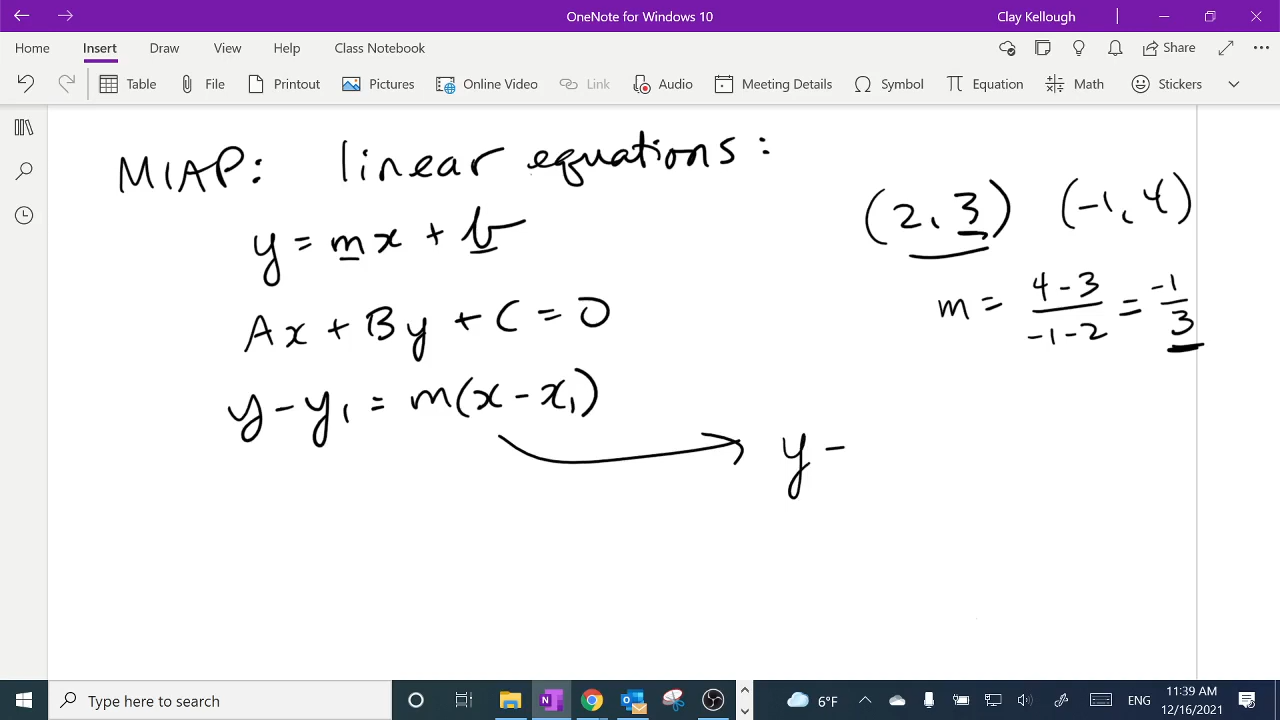 OneNote for Windows 10
Clay Kellough
Home Insert Draw View Help Class Notebook
Share
Table File Printout Pictures Online Video Link Audio Meeting Details Symbol Equation Math Stickers
MIAP: linear equations:
y = mx + b
Ax + By + C = 0
y - y₁ = m(x - x₁)
(2, 3) (-1, 4)
m = (4 - 3)/(-1 - 2) = -1/3
y -
Type here to search
6°F
ENG
11:39 AM
12/16/2021